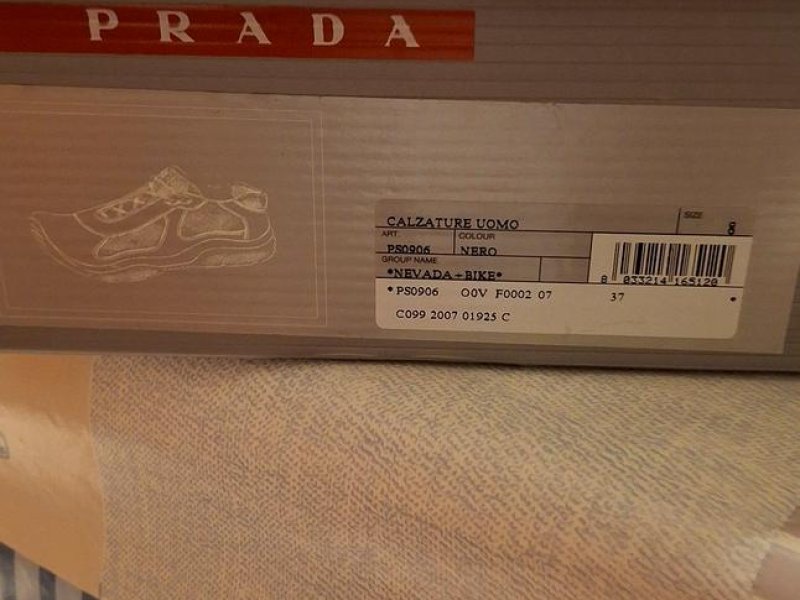 PRADA
CALZATURE UOMO
SIZE 8
ART. COLOUR
PS0906 NERO
GROUP NAME
*NEVADA+BIKE*
8 033214 165120
*PS0906 O0V F0002 07 37 *
C099 2007 01925 C